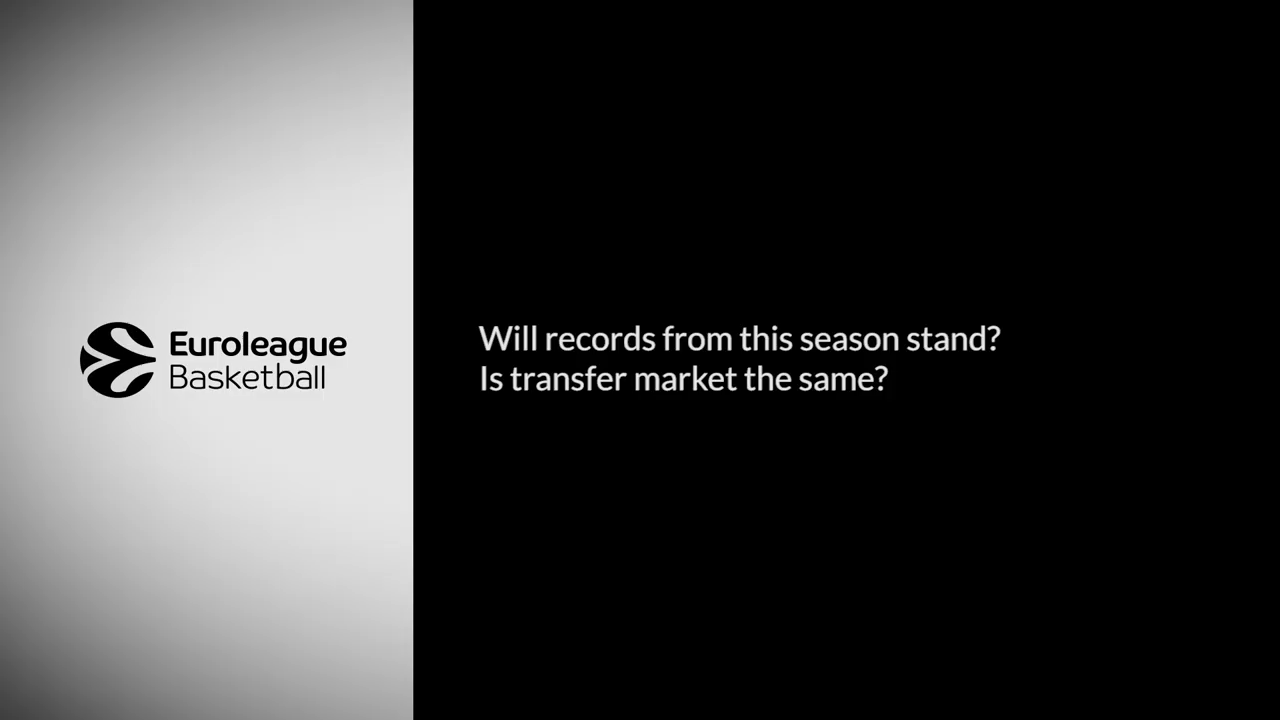 Euroleague
Basketball
Will records from this season stand?
Is transfer market the same?